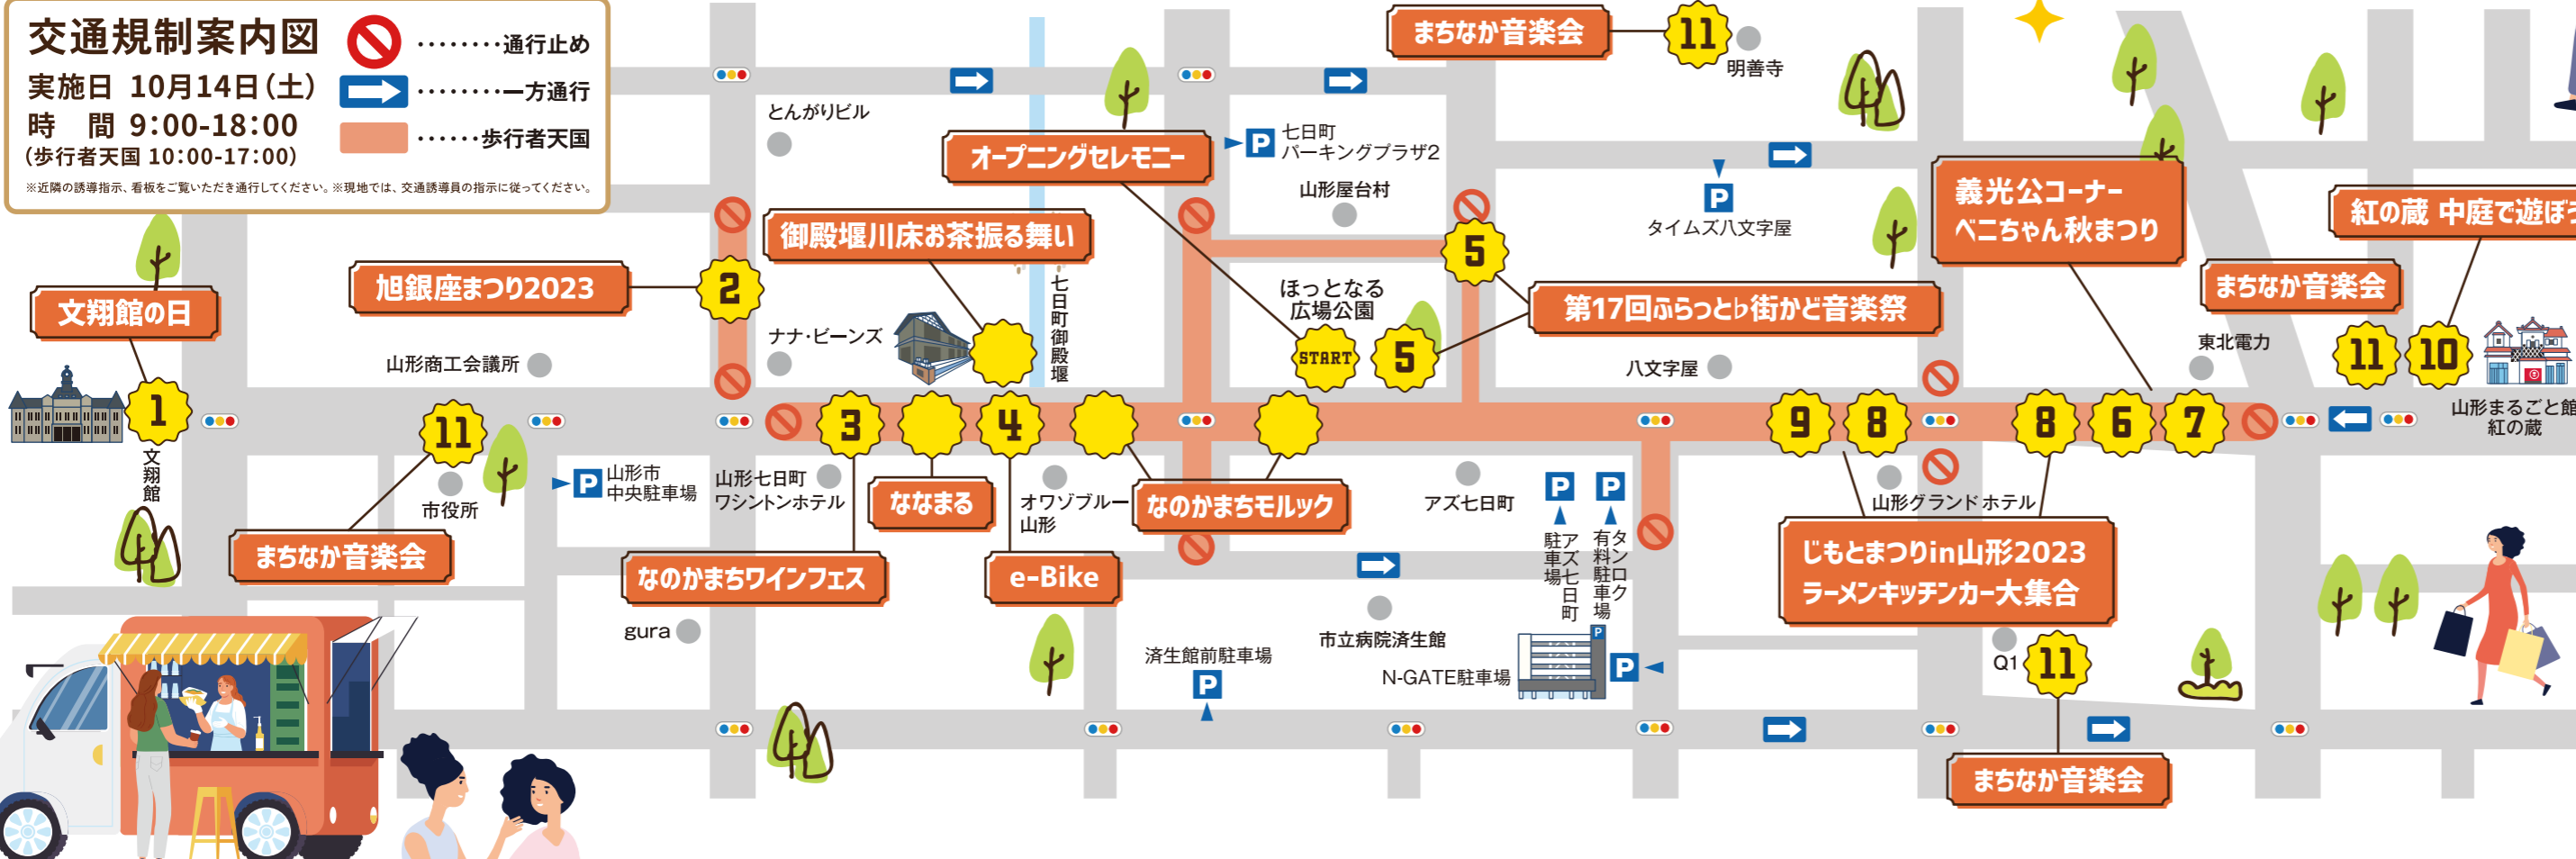 交通規制案内図
実施日 10月14日(土)
時　間 9:00-18:00
(歩行者天国 10:00-17:00)
・・・・・・・・通行止め
・・・・・・・・一方通行
・・・・・・歩行者天国
※近隣の誘導指示、看板をご覧いただき通行してください。※現地では、交通誘導員の指示に従ってください。
まちなか音楽会
11
明善寺
とんがりビル
オープニングセレモニー
P
七日町
パーキングプラザ2
山形屋台村
P
タイムズ八文字屋
義光公コーナー
ベニちゃん秋まつり
紅の蔵 中庭で遊ぼう
文翔館の日
旭銀座まつり2023
2
御殿堰川床お茶振る舞い
七日町御殿堰
5
ほっとなる
広場公園
START
5
第17回ふらっと♭街かど音楽祭
まちなか音楽会
東北電力
11
10
山形まるごと館
紅の蔵
山形商工会議所
ナナ・ビーンズ
八文字屋
1
文翔館
11
市役所
まちなか音楽会
3
4
9
8
8
6
7
P
山形市
中央駐車場
山形七日町
ワシントンホテル
ななまる
オワゾブルー
山形
なのかまちモルック
アズ七日町
P
アズ七日町
駐車場
P
タンロク
有料駐車場
山形グランドホテル
なのかまちワインフェス
e-Bike
じもとまつりin山形2023
ラーメンキッチンカー大集合
gura
済生館前駐車場
P
市立病院済生館
N-GATE駐車場
P
P
Q1
11
まちなか音楽会